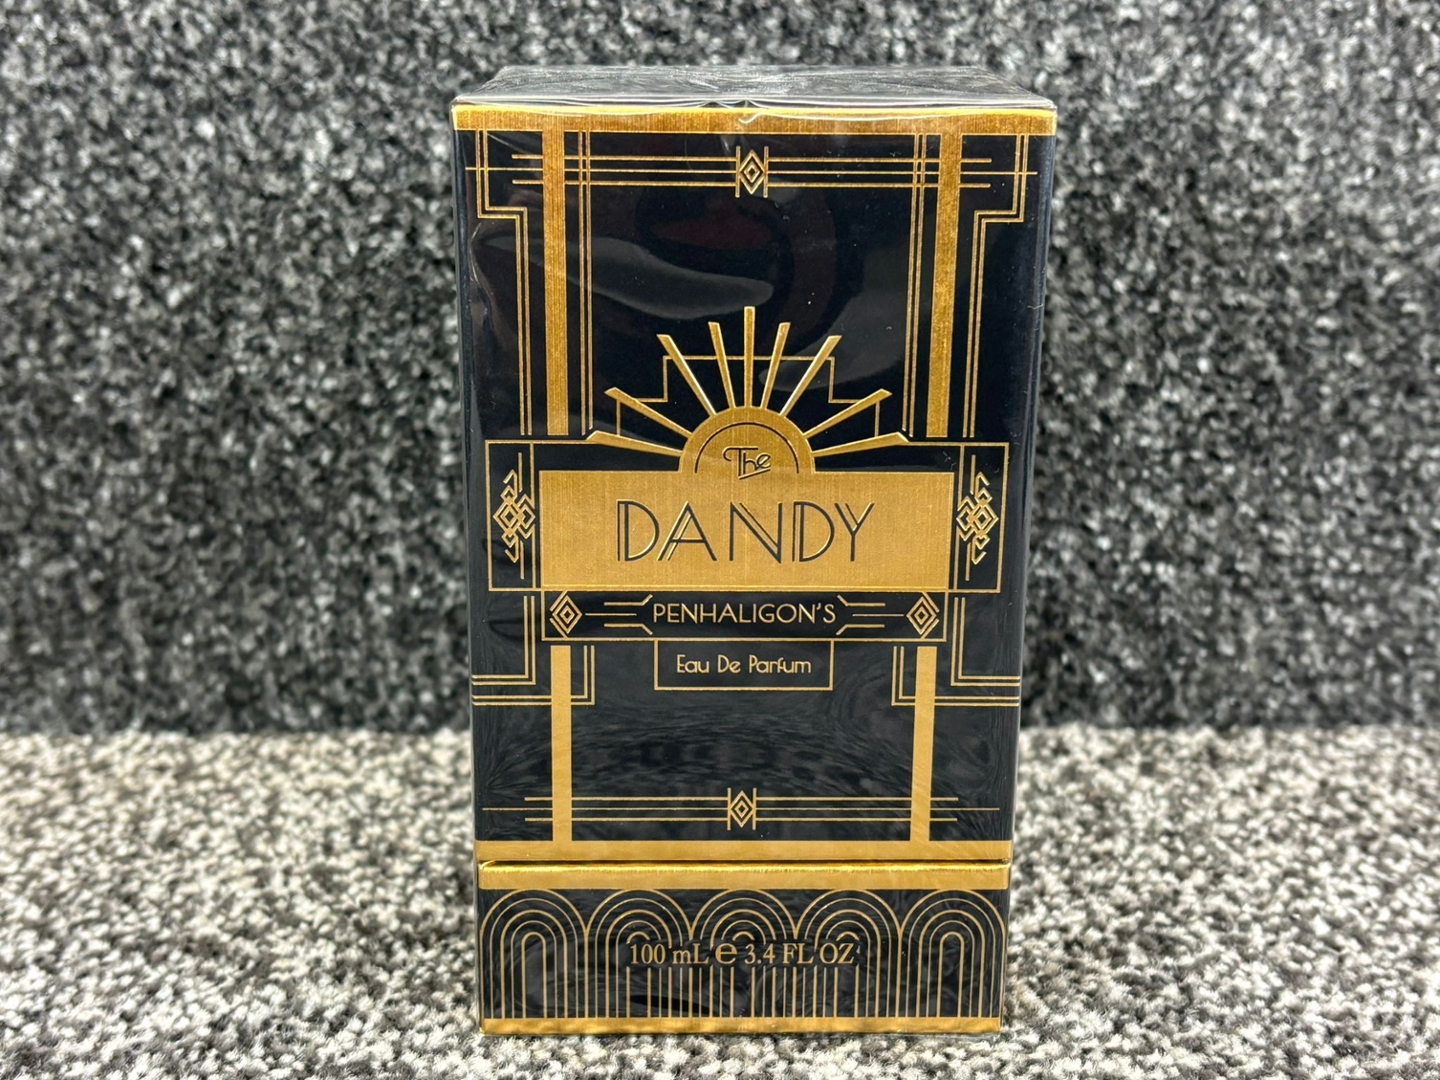 The
DANDY
PENHALIGON'S
Eau De Parfum
100 mL ℮ 3.4 FL OZ